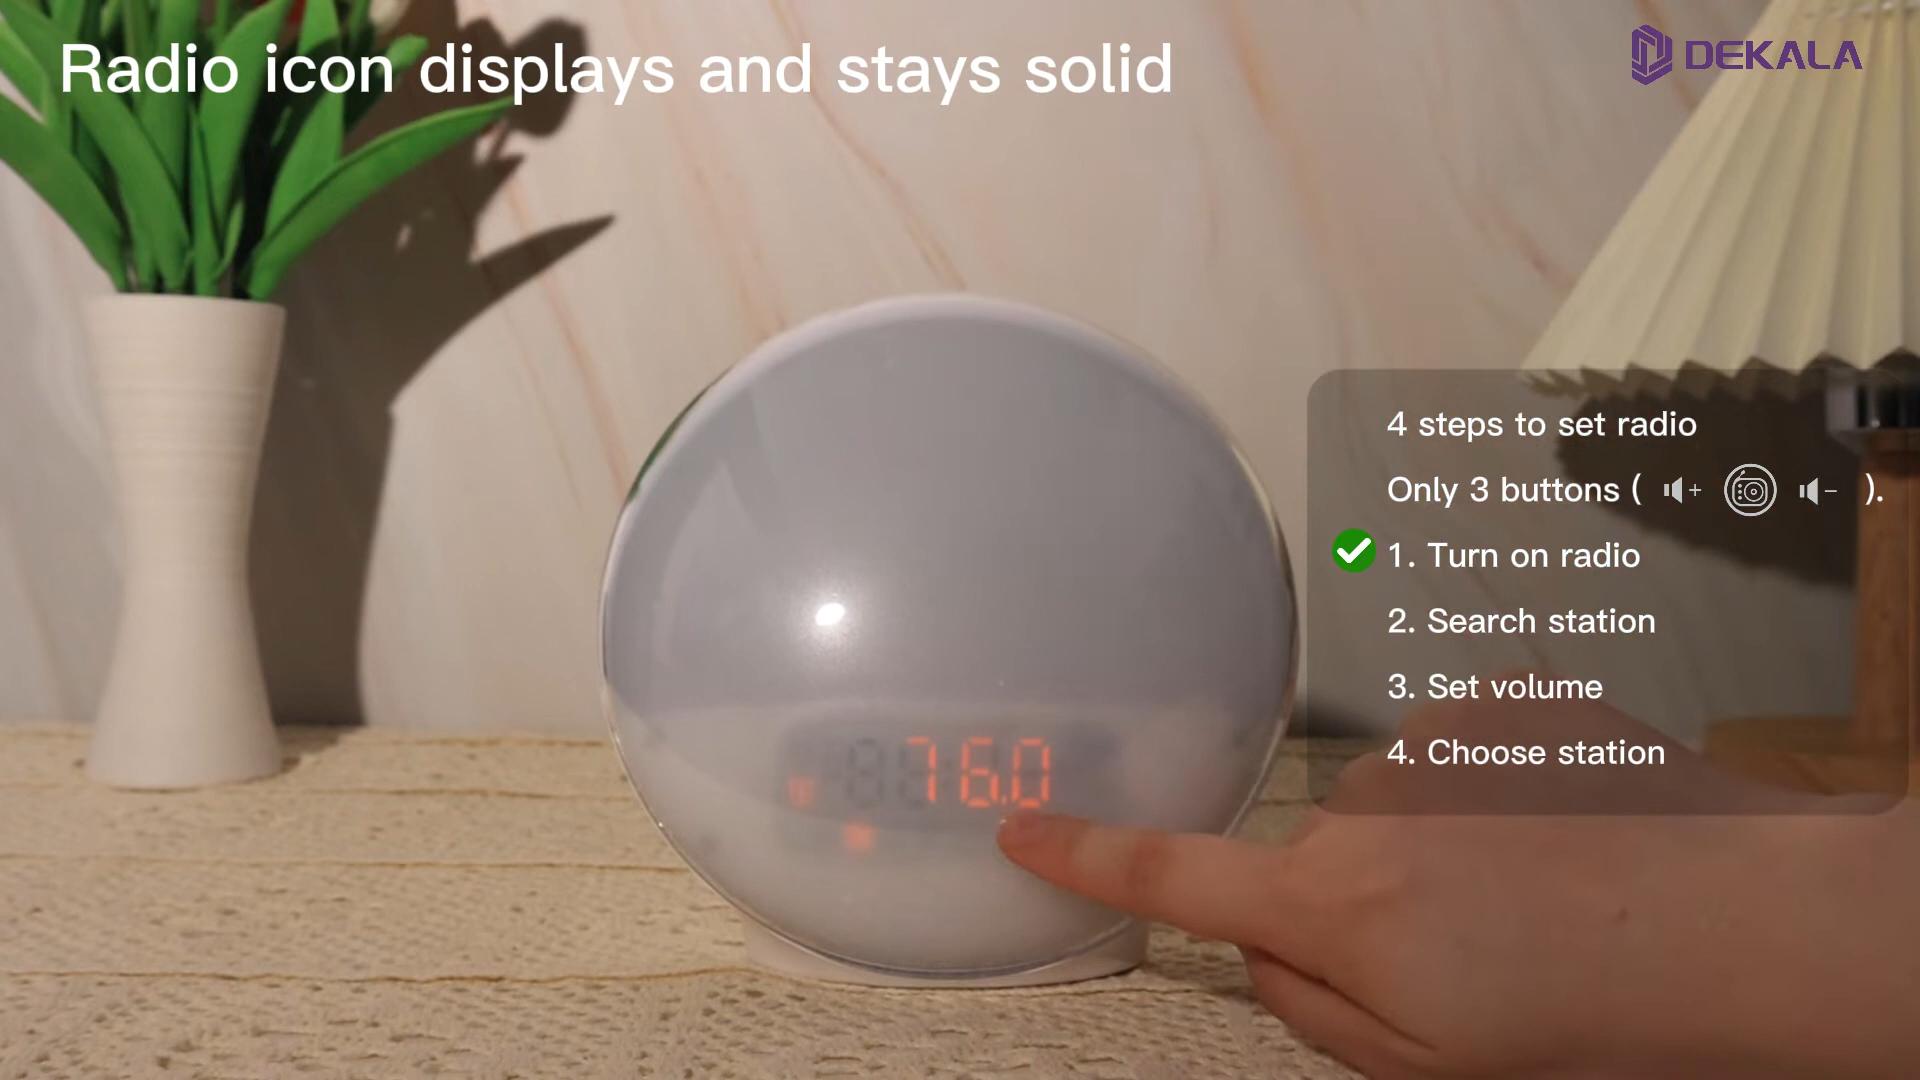 Radio icon displays and stays solid
DEKALA
4 steps to set radio
Only 3 buttons ( + - ).
1. Turn on radio
2. Search station
3. Set volume
4. Choose station
76.0